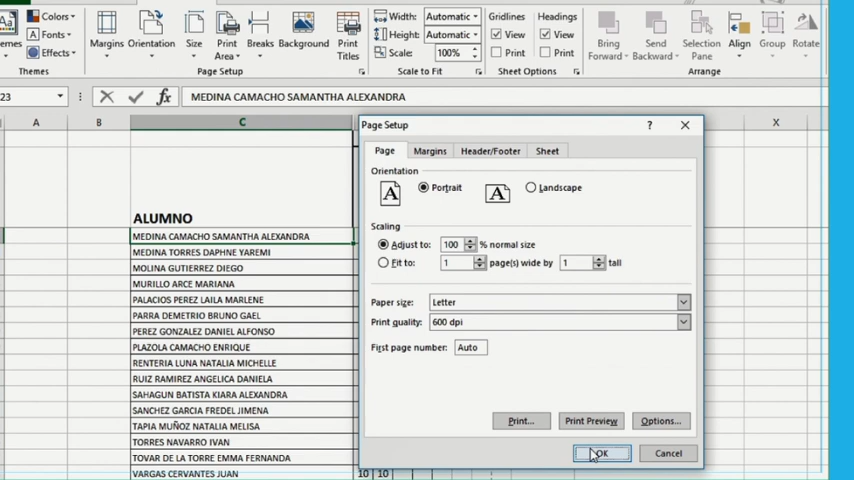 Colors
Fonts
Effects
Themes
Margins
Orientation
Size
Print Area
Breaks
Background
Print Titles
Page Setup
Width: Automatic
Height: Automatic
Scale: 100%
Scale to Fit
Gridlines
View
Print
Headings
View
Print
Sheet Options
Bring Forward
Send Backward
Selection Pane
Align
Group
Rotate
Arrange
23
fx
MEDINA CAMACHO SAMANTHA ALEXANDRA
A B C X
ALUMNO
MEDINA CAMACHO SAMANTHA ALEXANDRA
MEDINA TORRES DAPHNE YAREMI
MOLINA GUTIERREZ DIEGO
MURILLO ARCE MARIANA
PALACIOS PEREZ LAILA MARLENE
PARRA DEMETRIO BRUNO GAEL
PEREZ GONZALEZ DANIEL ALFONSO
PLAZOLA CAMACHO ENRIQUE
RENTERIA LUNA NATALIA MICHELLE
RUIZ RAMIREZ ANGELICA DANIELA
SAHAGUN BATISTA KIARA ALEXANDRA
SANCHEZ GARCIA FREDEL JIMENA
TAPIA MUÑOZ NATALIA MELISA
TORRES NAVARRO IVAN
TOVAR DE LA TORRE EMMA FERNANDA
VARGAS CERVANTES JUAN 10 10
Page Setup ?
Page Margins Header/Footer Sheet
Orientation
A Portrait A Landscape
Scaling
Adjust to: 100 % normal size
Fit to: 1 page(s) wide by 1 tall
Paper size: Letter
Print quality: 600 dpi
First page number: Auto
Print... Print Preview Options...
OK Cancel